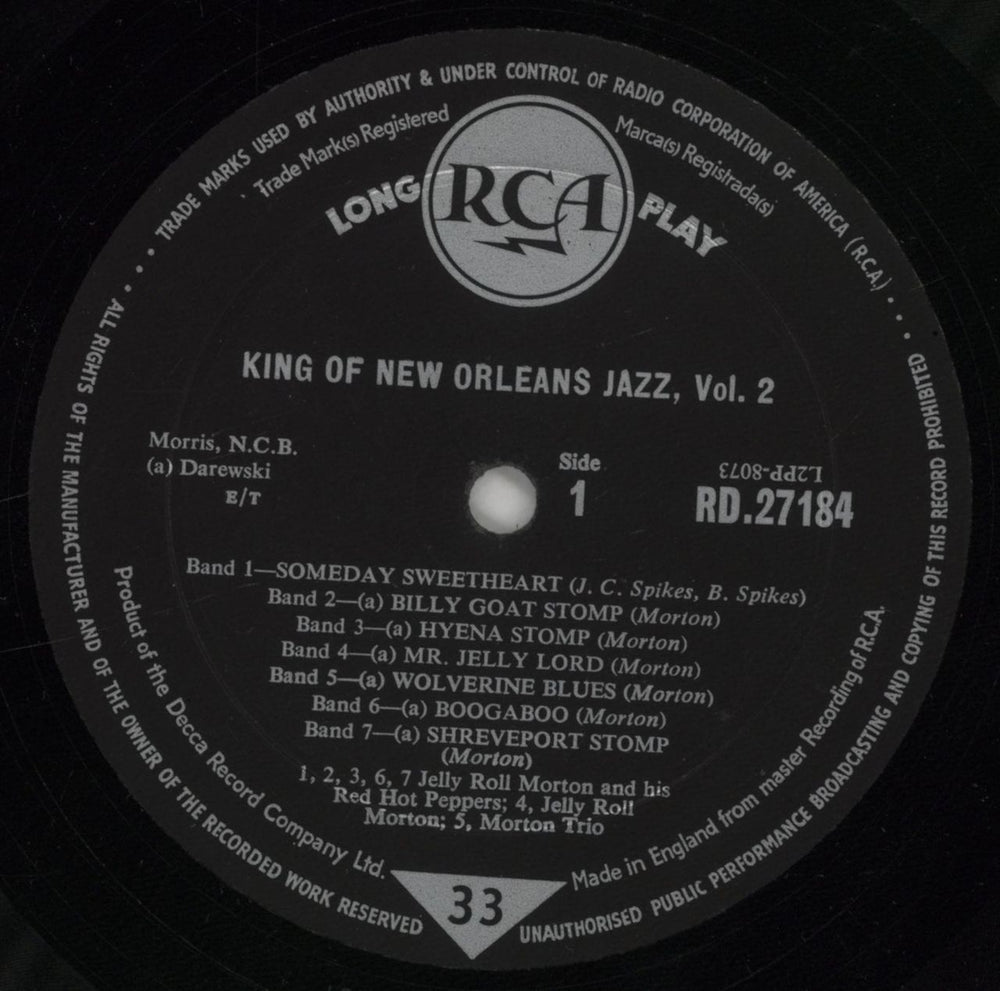 TRADE MARKS USED BY AUTHORITY & UNDER CONTROL OF RADIO CORPORATION OF AMERICA (R.C.A.)
Trade Mark(s) Registered
Marca(s) Registrada(s)
LONG RCA PLAY
KING OF NEW ORLEANS JAZZ, Vol. 2
Morris, N.C.B.
(a) Darewski
E/T
Side
1
L2PP-8073
RD.27184
Band 1—SOMEDAY SWEETHEART (J. C. Spikes, B. Spikes)
Band 2—(a) BILLY GOAT STOMP (Morton)
Band 3—(a) HYENA STOMP (Morton)
Band 4—(a) MR. JELLY LORD (Morton)
Band 5—(a) WOLVERINE BLUES (Morton)
Band 6—(a) BOOGABOO (Morton)
Band 7—(a) SHREVEPORT STOMP
(Morton)
1, 2, 3, 6, 7 Jelly Roll Morton and his
Red Hot Peppers; 4, Jelly Roll
Morton; 5, Morton Trio
Product of the Decca Record Company Ltd.
33
Made in England from master Recording of R.C.A.
ALL RIGHTS OF THE MANUFACTURER AND OF THE OWNER OF THE RECORDED WORK RESERVED
UNAUTHORISED PUBLIC PERFORMANCE BROADCASTING AND COPYING OF THIS RECORD PROHIBITED